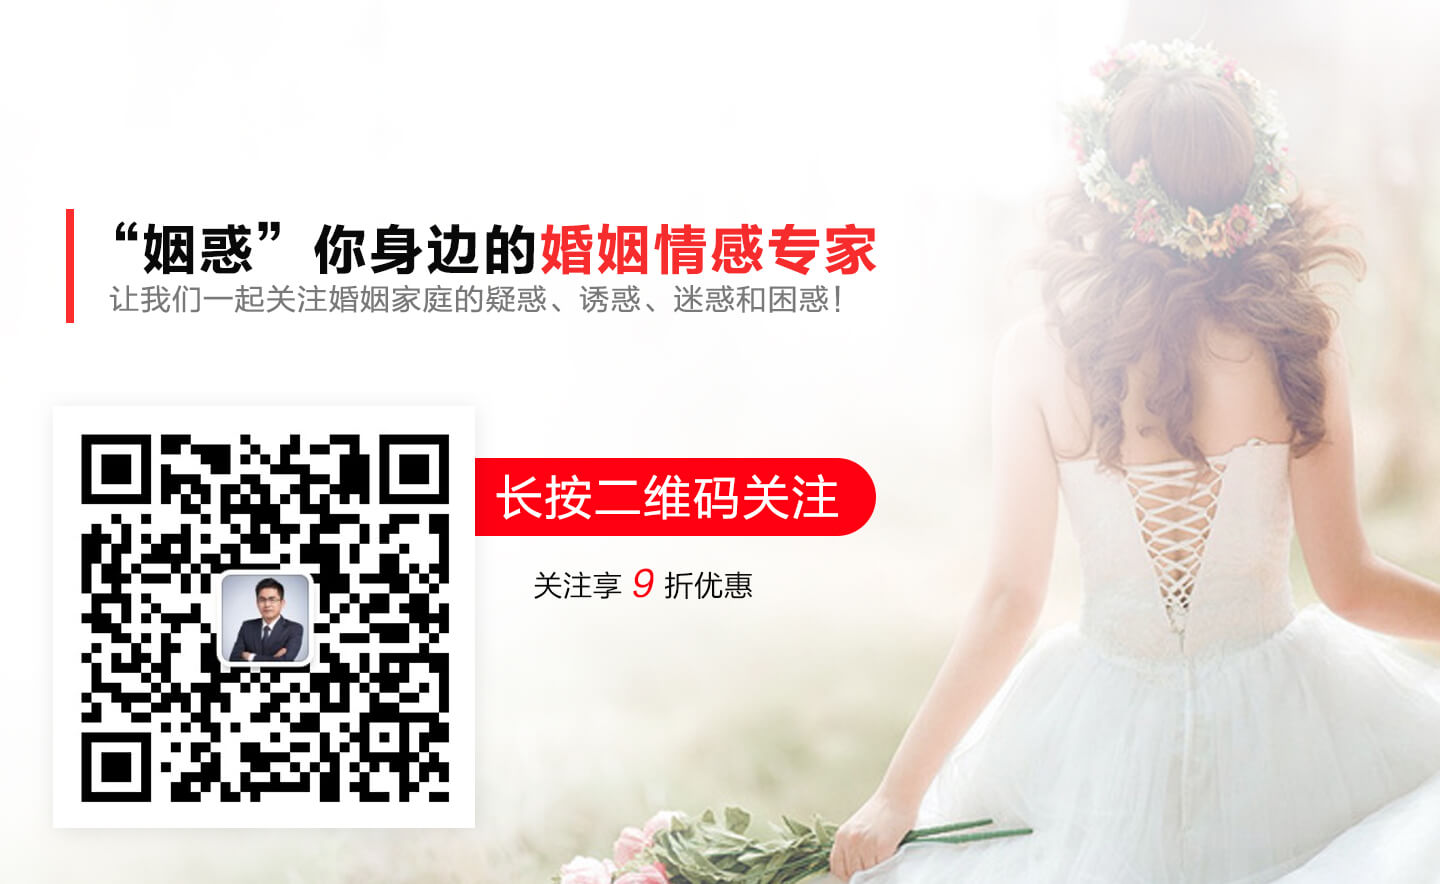 “姻惑”你身边的婚姻情感专家
让我们一起关注婚姻家庭的疑惑、诱惑、迷惑和困惑！
长按二维码关注
关注享 9 折优惠